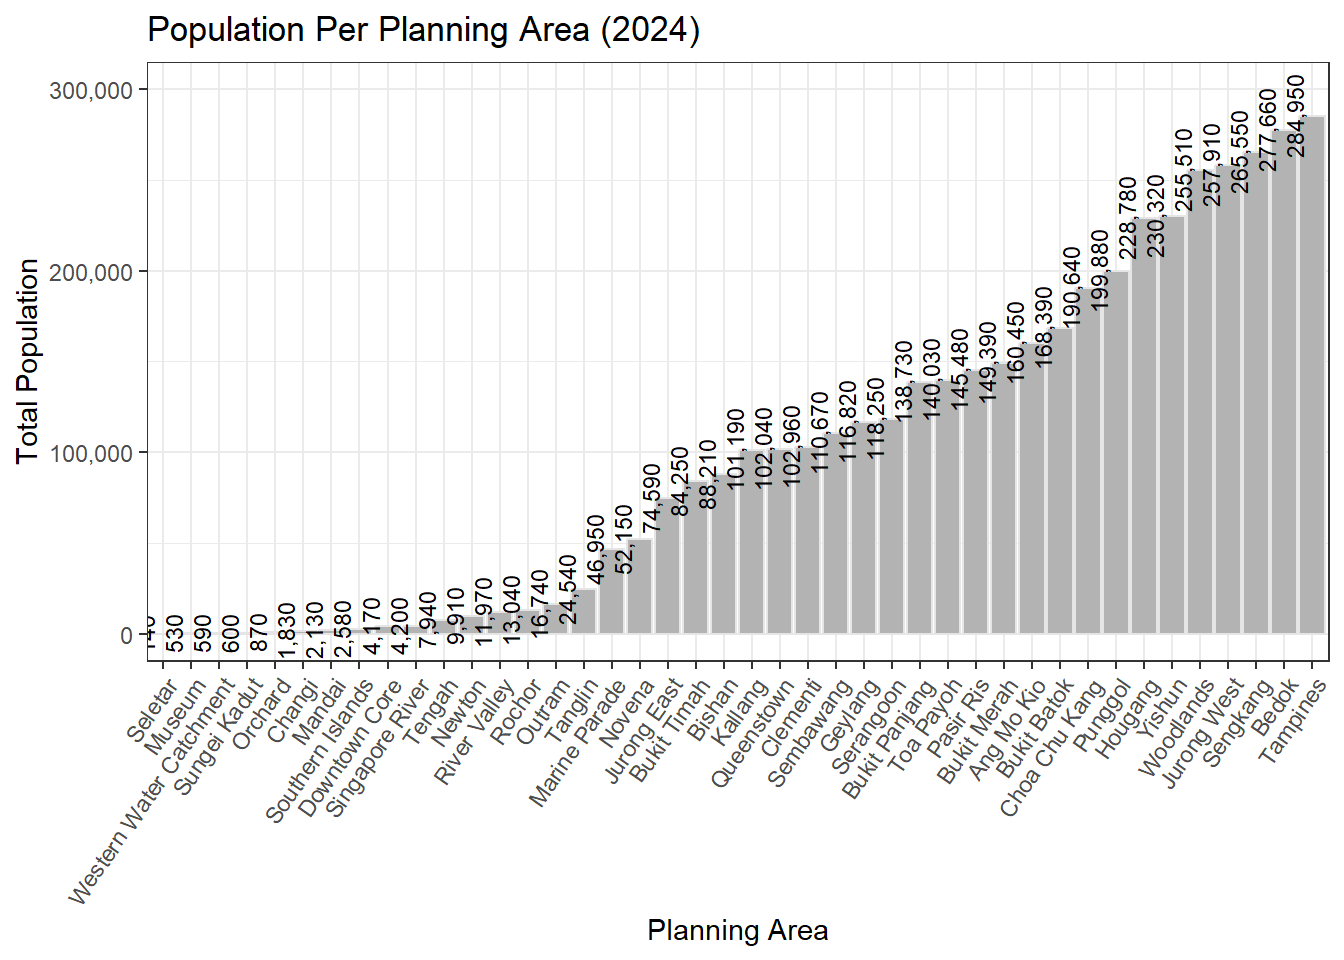 Population Per Planning Area (2024)
Total Population
300,000
200,000
100,000
0
530
590
600
870
1,830
2,130
2,580
4,170
4,200
7,940
9,910
11,970
13,040
16,740
24,540
46,950
52,150
74,590
84,250
88,210
101,190
102,040
102,960
110,670
116,820
118,250
138,730
140,030
145,480
149,390
160,450
168,390
190,640
199,880
228,780
230,320
255,510
257,910
265,550
277,660
284,950
Seletar
Museum
Western Water Catchment
Sungei Kadut
Orchard
Changi
Mandai
Southern Islands
Downtown Core
Singapore River
Tengah
Newton
River Valley
Rochor
Outram
Tanglin
Marine Parade
Novena
Jurong East
Bukit Timah
Bishan
Kallang
Queenstown
Clementi
Sembawang
Geylang
Serangoon
Bukit Panjang
Toa Payoh
Pasir Ris
Bukit Merah
Ang Mo Kio
Bukit Batok
Choa Chu Kang
Punggol
Hougang
Yishun
Woodlands
Jurong West
Sengkang
Bedok
Tampines
Planning Area